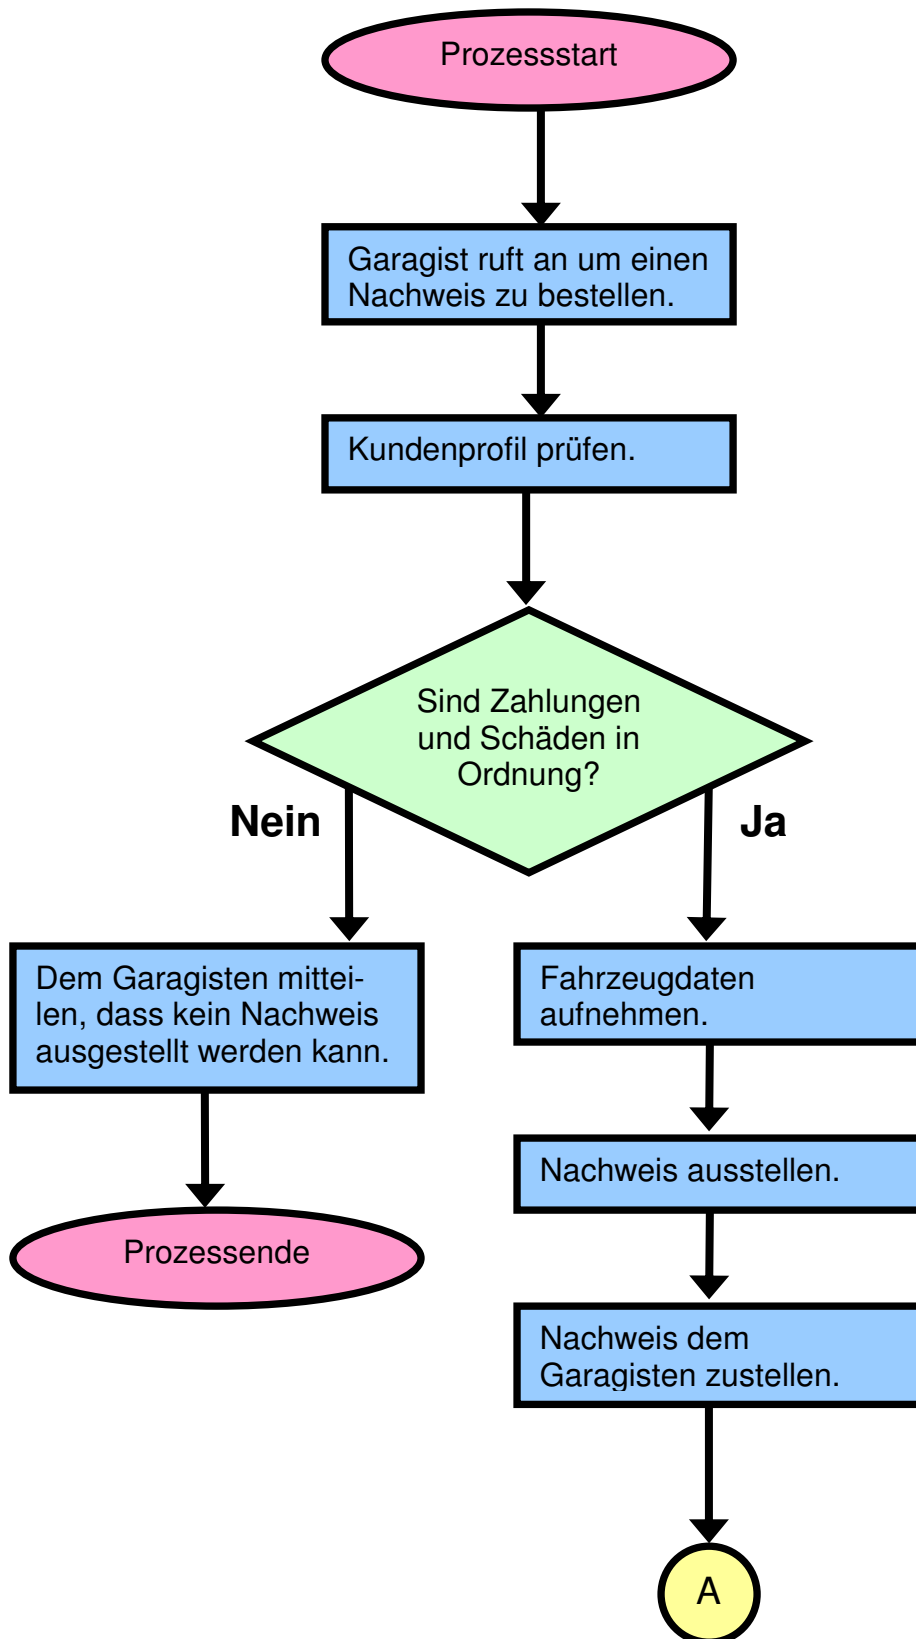 Prozessstart
Garagist ruft an um einen
Nachweis zu bestellen.
Kundenprofil prüfen.
Sind Zahlungen
und Schäden in
Ordnung?
Nein
Ja
Dem Garagisten mittei-
len, dass kein Nachweis
ausgestellt werden kann.
Prozessende
Fahrzeugdaten
aufnehmen.
Nachweis ausstellen.
Nachweis dem
Garagisten zustellen.
A